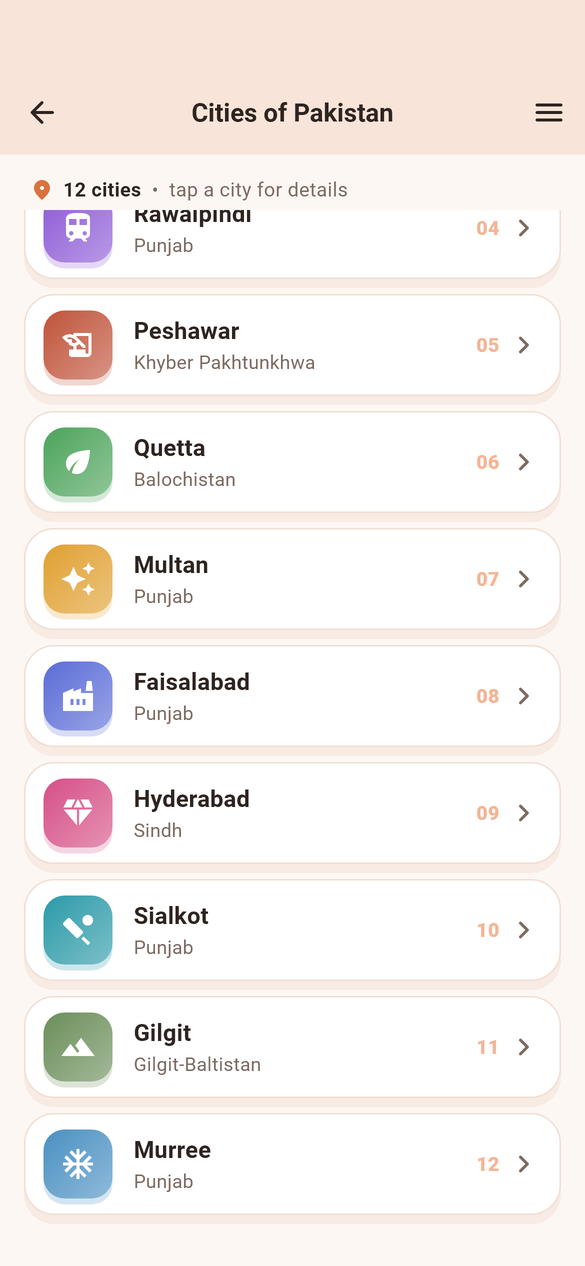 Cities of Pakistan
12 cities • tap a city for details
Rawalpindi
Punjab
04
Peshawar
Khyber Pakhtunkhwa
05
Quetta
Balochistan
06
Multan
Punjab
07
Faisalabad
Punjab
08
Hyderabad
Sindh
09
Sialkot
Punjab
10
Gilgit
Gilgit-Baltistan
11
Murree
Punjab
12